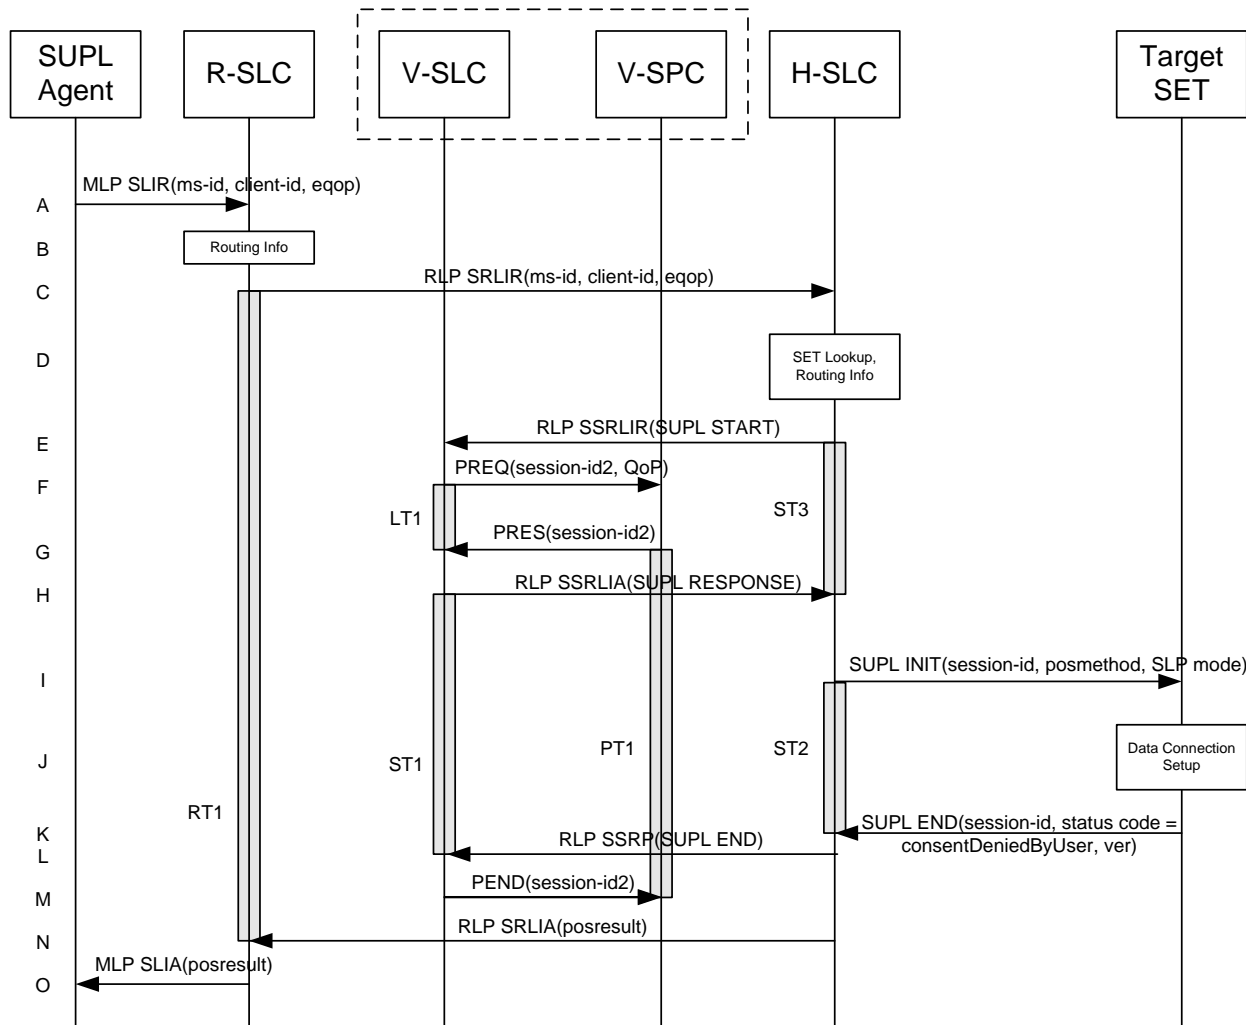 SUPL
Agent
R-SLC
V-SLC
V-SPC
H-SLC
Target
SET
MLP SLIR(ms-id, client-id, eqop)
A
B
Routing Info
RLP SRLIR(ms-id, client-id, eqop)
C
D
SET Lookup,
Routing Info
RLP SSRLIR(SUPL START)
E
PREQ(session-id2, QoP)
F
LT1
ST3
PRES(session-id2)
G
RLP SSRLIA(SUPL RESPONSE)
H
SUPL INIT(session-id, posmethod, SLP mode)
I
J
ST1
PT1
ST2
Data Connection
Setup
RT1
K
SUPL END(session-id, status code =
consentDeniedByUser, ver)
RLP SSRP(SUPL END)
L
PEND(session-id2)
M
RLP SRLIA(posresult)
N
MLP SLIA(posresult)
O